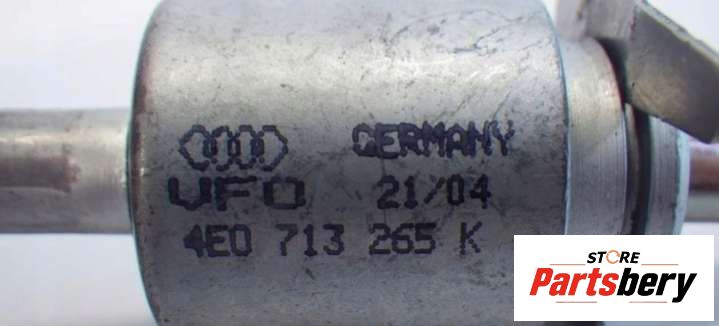 GERMANY
UFO 21/04
4E0 713 265 K
STORE
Partsbery